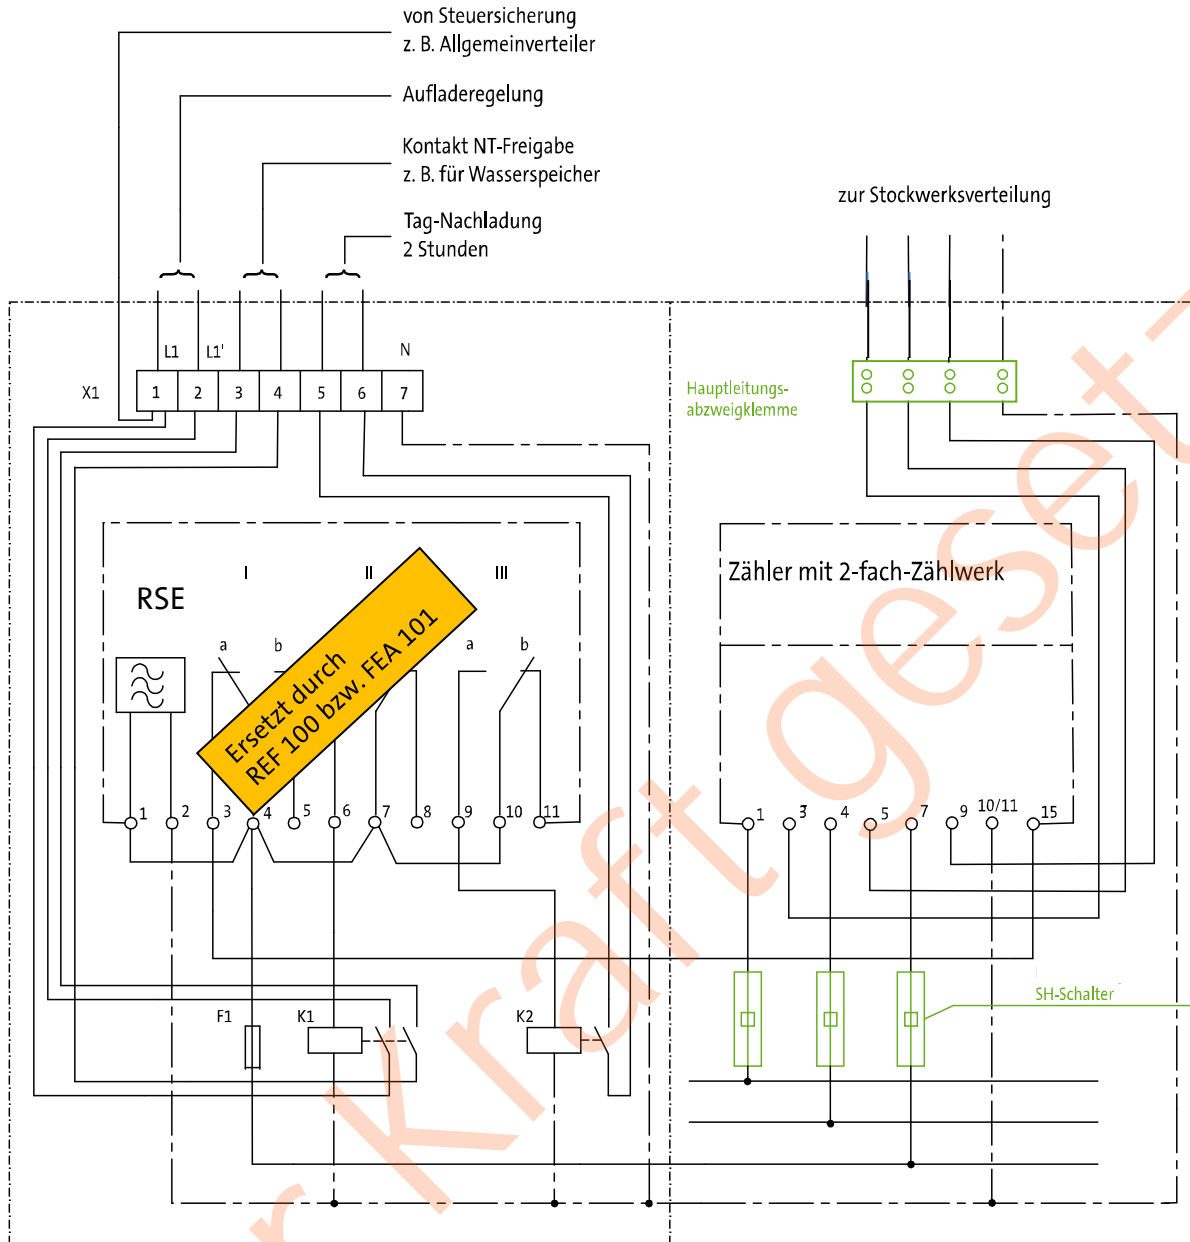 von Steuersicherung
z. B. Allgemeinverteiler
Aufladeregelung
Kontakt NT-Freigabe
z. B. für Wasserspeicher
Tag-Nachladung
2 Stunden
zur Stockwerksverteilung
L1 L1' N
X1 1 2 3 4 5 6 7
Hauptleitungs-
abzweigklemme
RSE
I II III
a b a b
Ersetzt durch
REF 100 bzw. FEA 101
1 2 3 4 5 6 7 8 9 10 11
Zähler mit 2-fach-Zählwerk
1 3 4 5 7 9 10/11 15
F1 K1 K2
SH-Schalter
r Kraft geset-